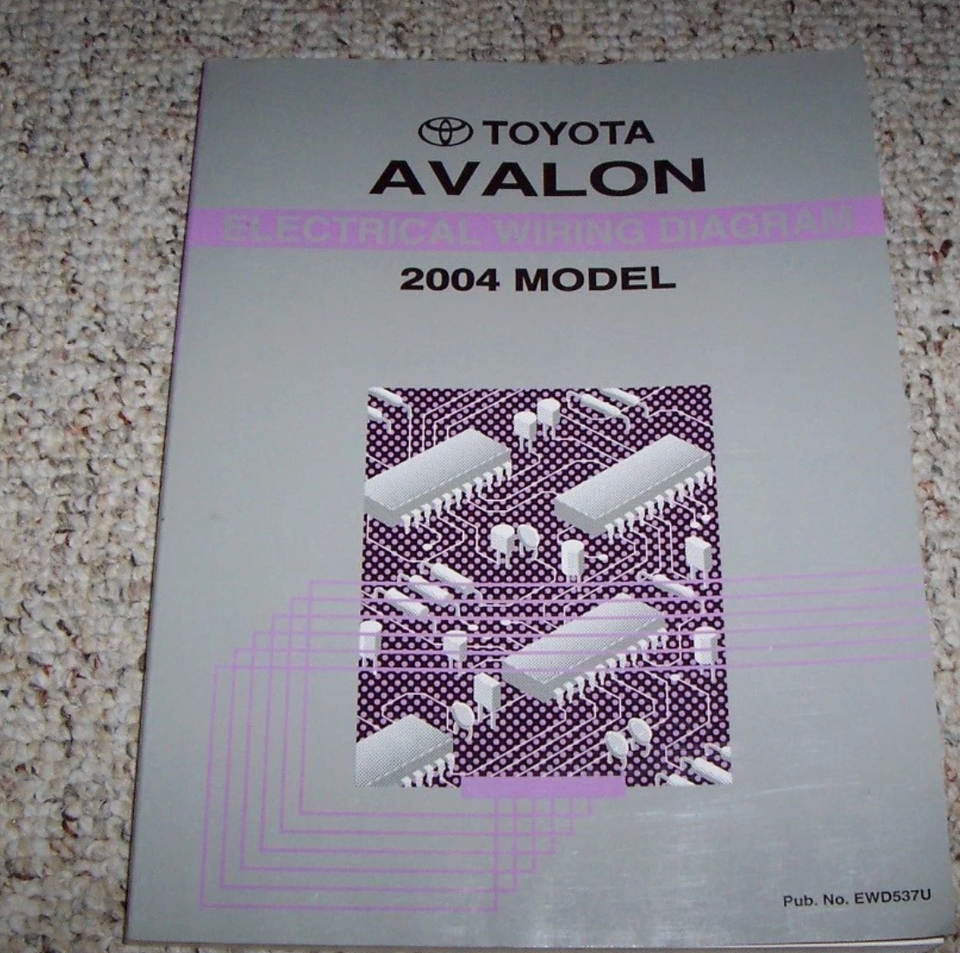 TOYOTA
AVALON
ELECTRICAL WIRING DIAGRAM
2004 MODEL
Pub. No. EWD537U